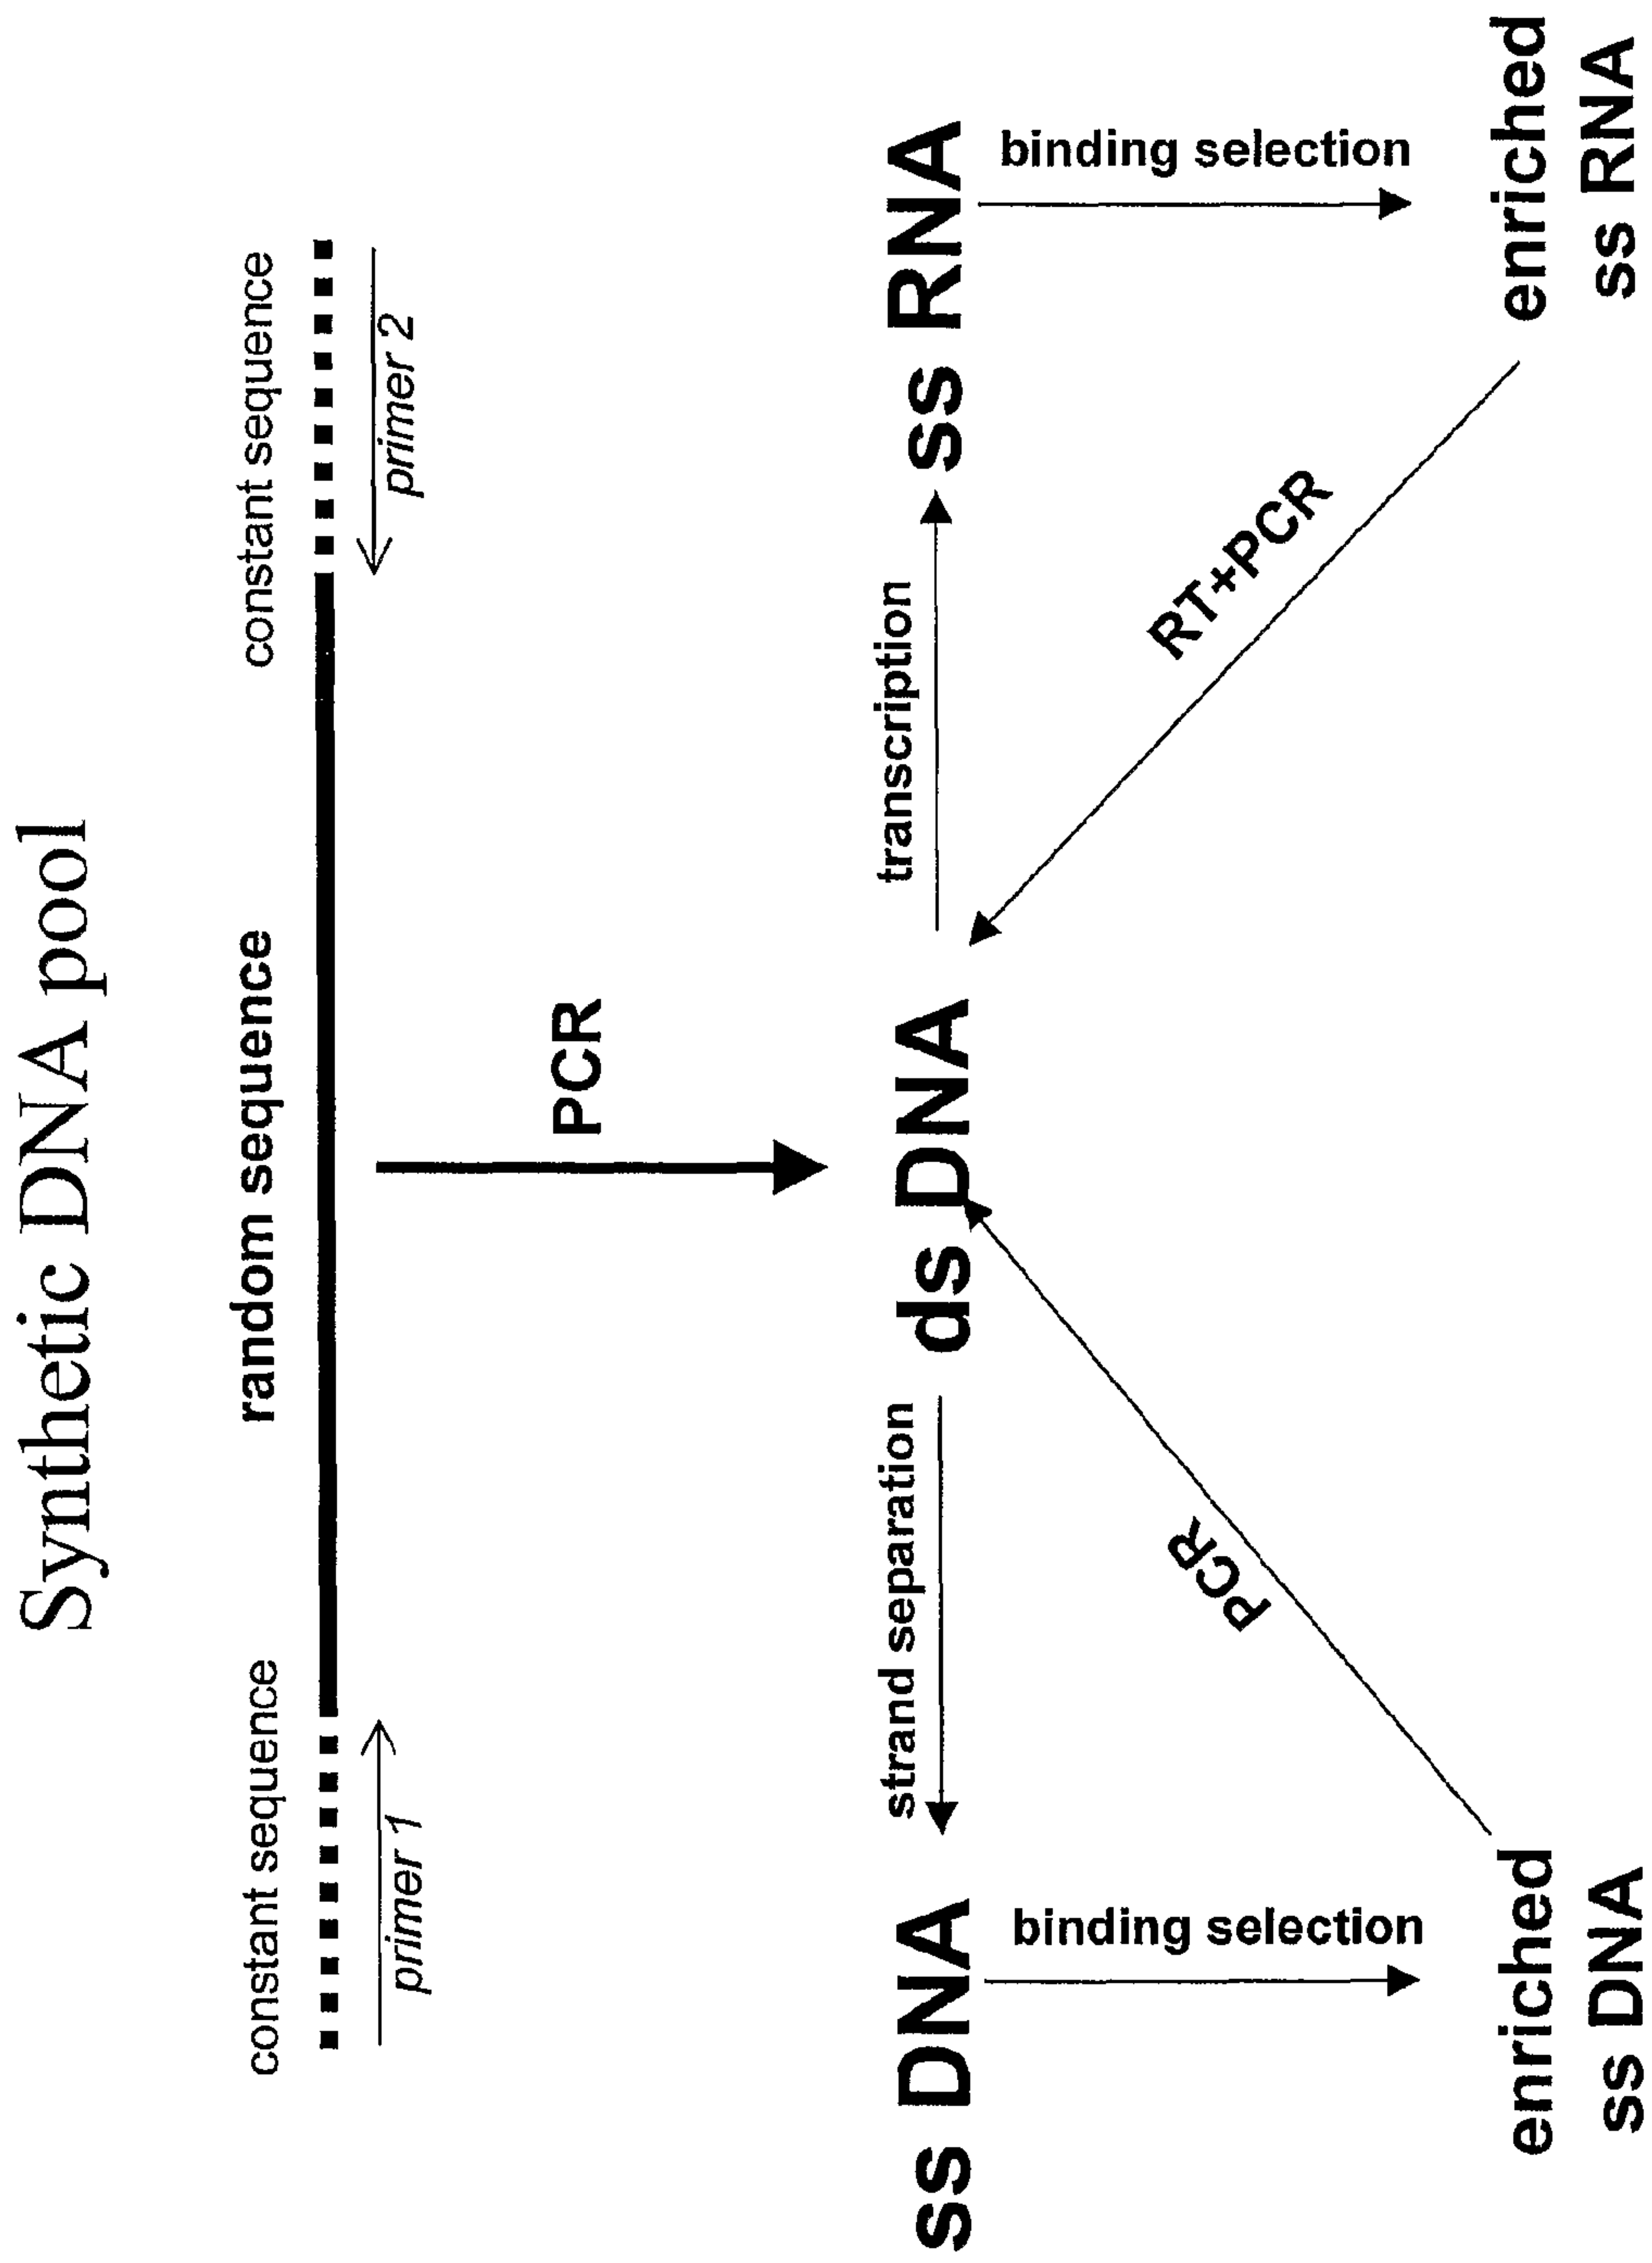 Synthetic DNA pool
constant sequence
random sequence
constant sequence
primer 1
primer 2
PCR
ss DNA
strand separation
ds DNA
transcription
ss RNA
binding selection
PCR
RT+PCR
binding selection
enriched
ss DNA
enriched
ss RNA